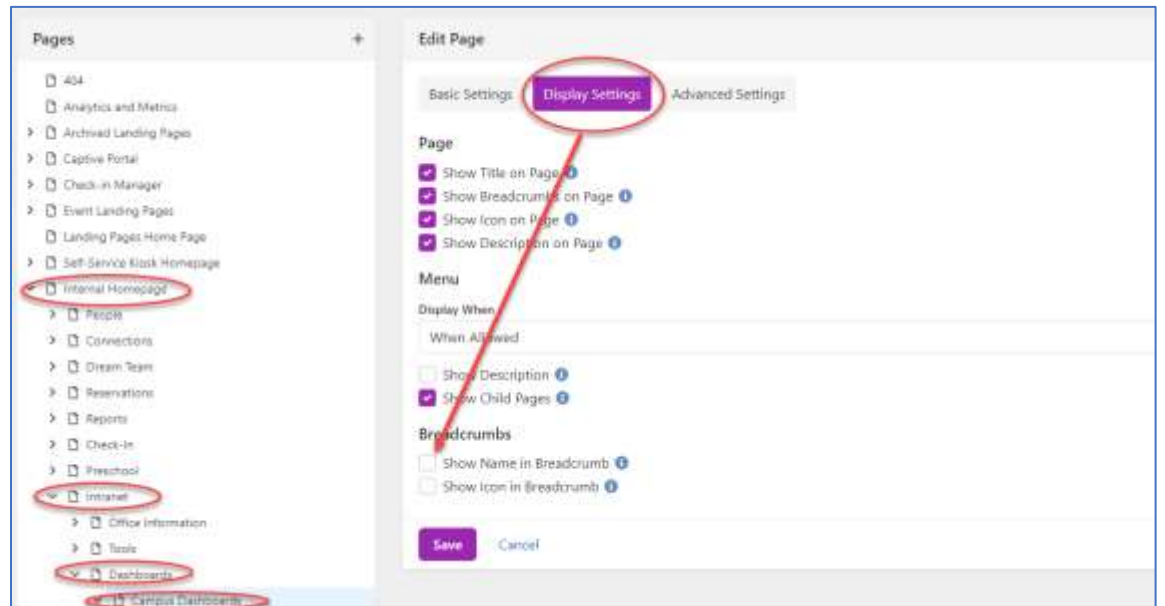 Pages +
404
Analytics and Metrics
Archived Landing Pages
Captive Portal
Check-in Manager
Event Landing Pages
Landing Pages Home Page
Self-Service Kiosk Homepage
Internal Homepage
People
Connections
Dream Team
Reservations
Reports
Check-In
Preschool
Intranet
Office Information
Tools
Dashboards
Campus Dashboards
Edit Page
Basic Settings Display Settings Advanced Settings
Page
Show Title on Page
Show Breadcrumbs on Page
Show Icon on Page
Show Description on Page
Menu
Display When
When Allowed
Show Description
Show Child Pages
Breadcrumbs
Show Name in Breadcrumb
Show Icon in Breadcrumb
Save Cancel